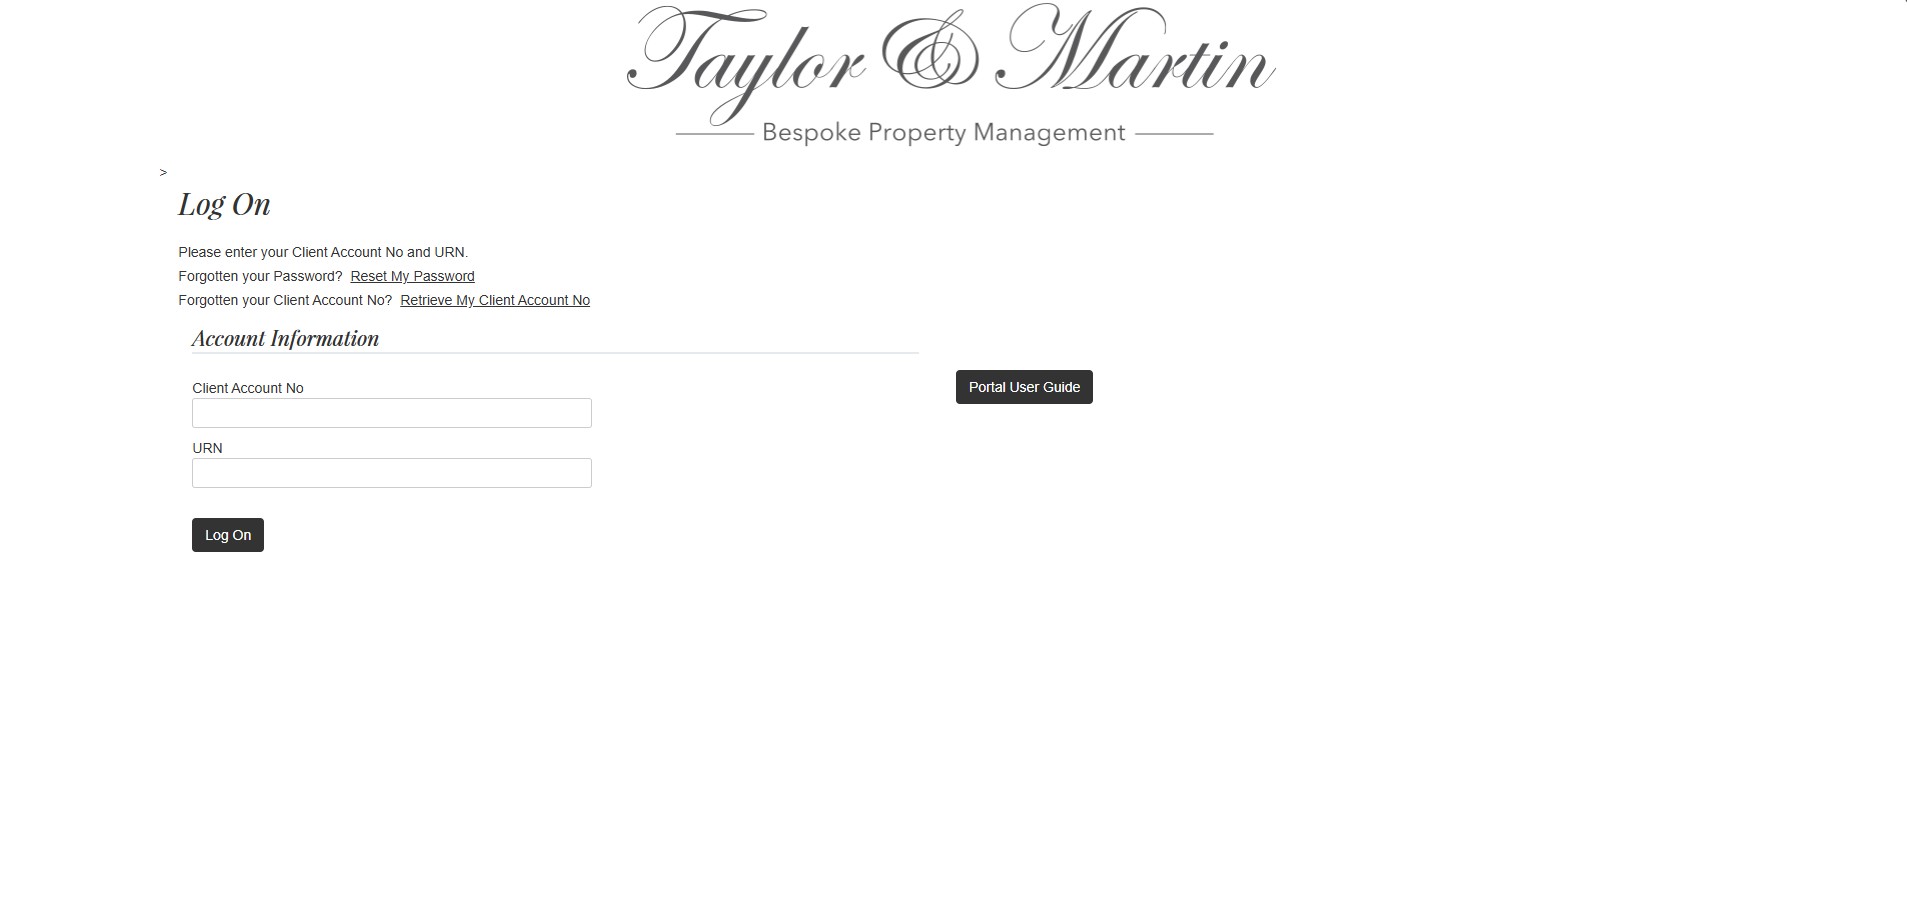 Taylor & Martin
Bespoke Property Management
>
Log On
Please enter your Client Account No and URN.
Forgotten your Password? Reset My Password
Forgotten your Client Account No? Retrieve My Client Account No
Account Information
Client Account No
Portal User Guide
URN
Log On